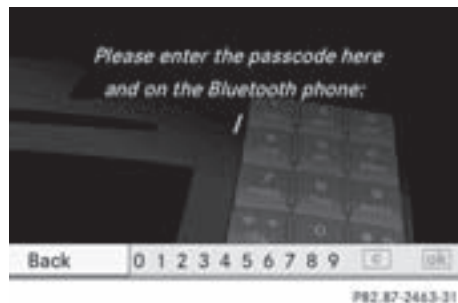 Please enter the passcode here
and on the Bluetooth phone:
Back 0 1 2 3 4 5 6 7 8 9 C ok
P82.87-2463-31